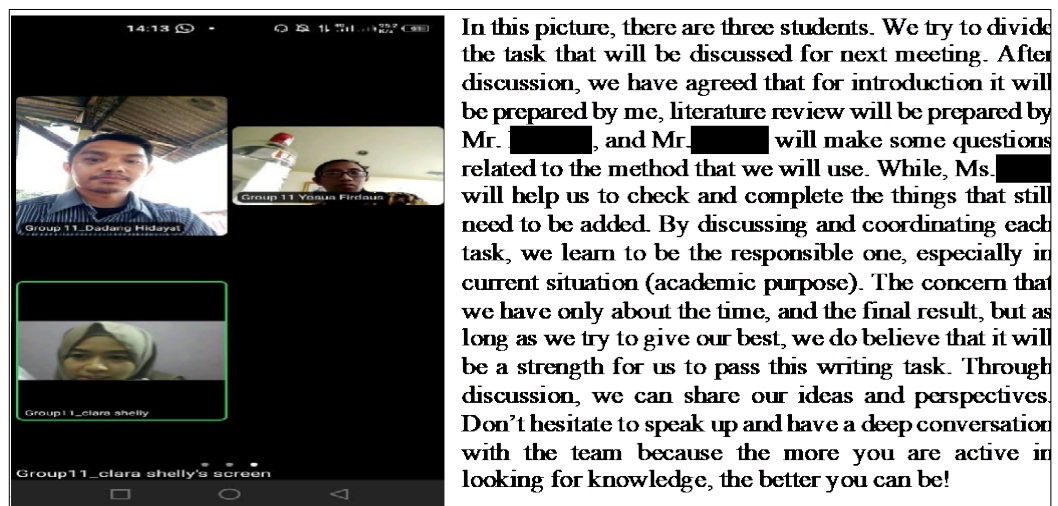 14:13
Group 11_Dadang Hidayat
Group 11 Yosua Firdaus
Group11_clara shelly
Group11_clara shelly's screen
In this picture, there are three students. We try to divide
the task that will be discussed for next meeting. After
discussion, we have agreed that for introduction it will
be prepared by me, literature review will be prepared by
Mr. , and Mr. will make some questions
related to the method that we will use. While, Ms.
will help us to check and complete the things that still
need to be added. By discussing and coordinating each
task, we learn to be the responsible one, especially in
current situation (academic purpose). The concern that
we have only about the time, and the final result, but as
long as we try to give our best, we do believe that it will
be a strength for us to pass this writing task. Through
discussion, we can share our ideas and perspectives.
Don't hesitate to speak up and have a deep conversation
with the team because the more you are active in
looking for knowledge, the better you can be!